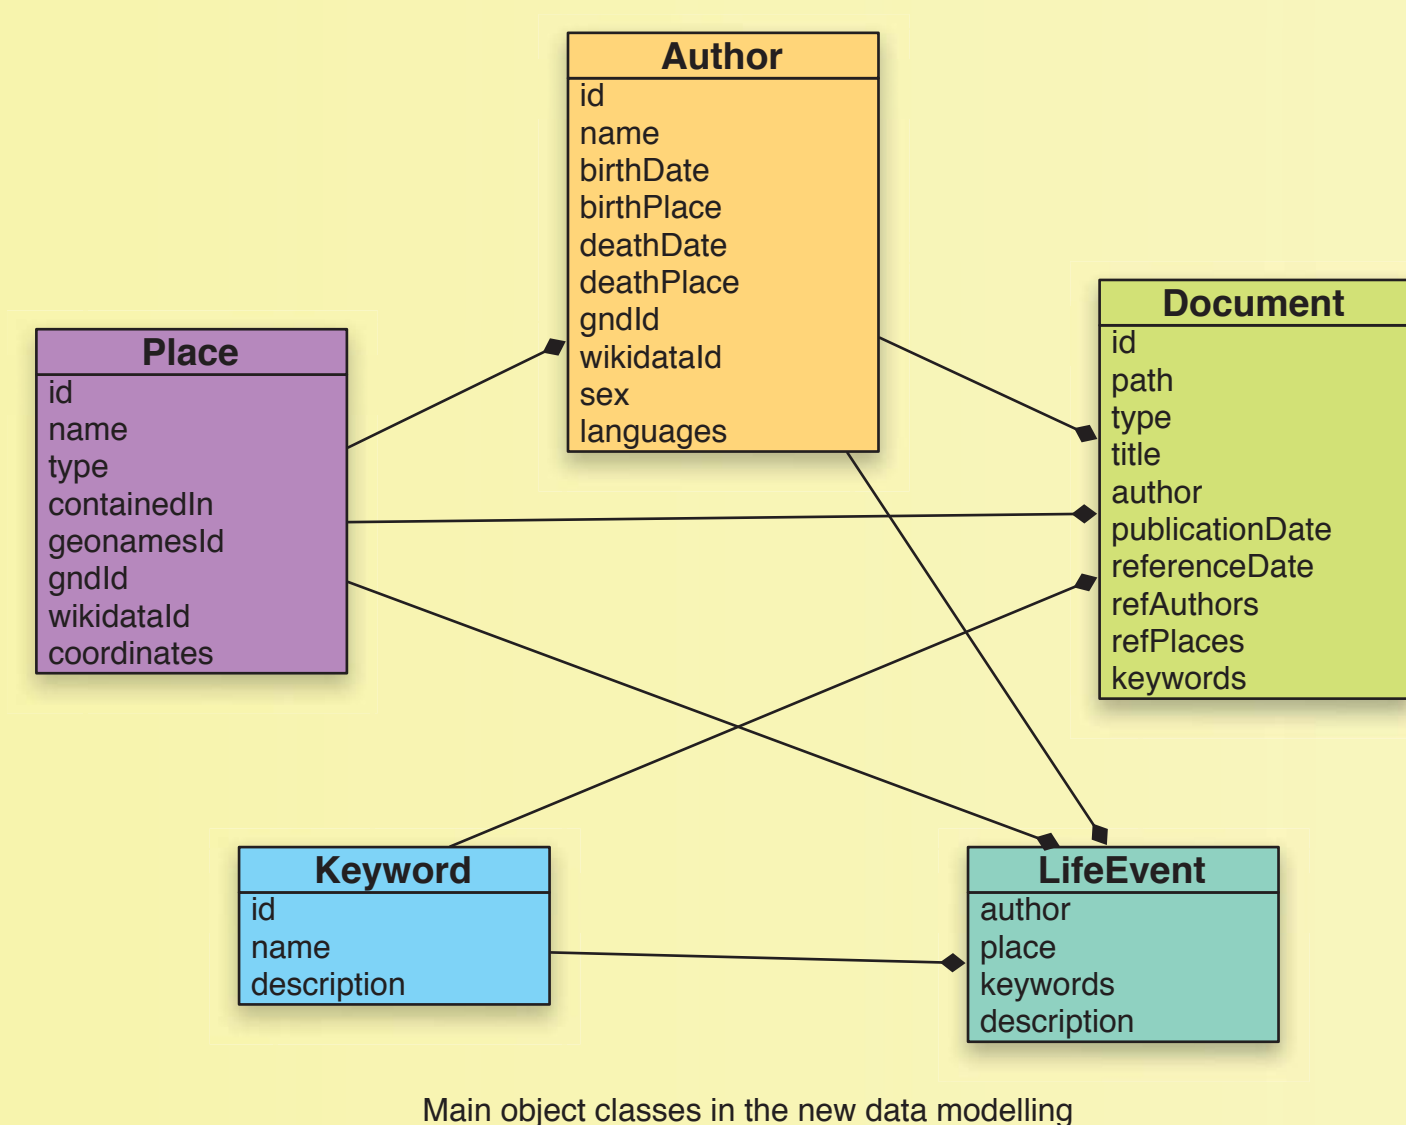 Author
id
name
birthDate
birthPlace
deathDate
deathPlace
gndId
wikidataId
sex
languages
Place
id
name
type
containedIn
geonamesId
gndId
wikidataId
coordinates
Document
id
path
type
title
author
publicationDate
referenceDate
refAuthors
refPlaces
keywords
Keyword
id
name
description
LifeEvent
author
place
keywords
description
Main object classes in the new data modelling